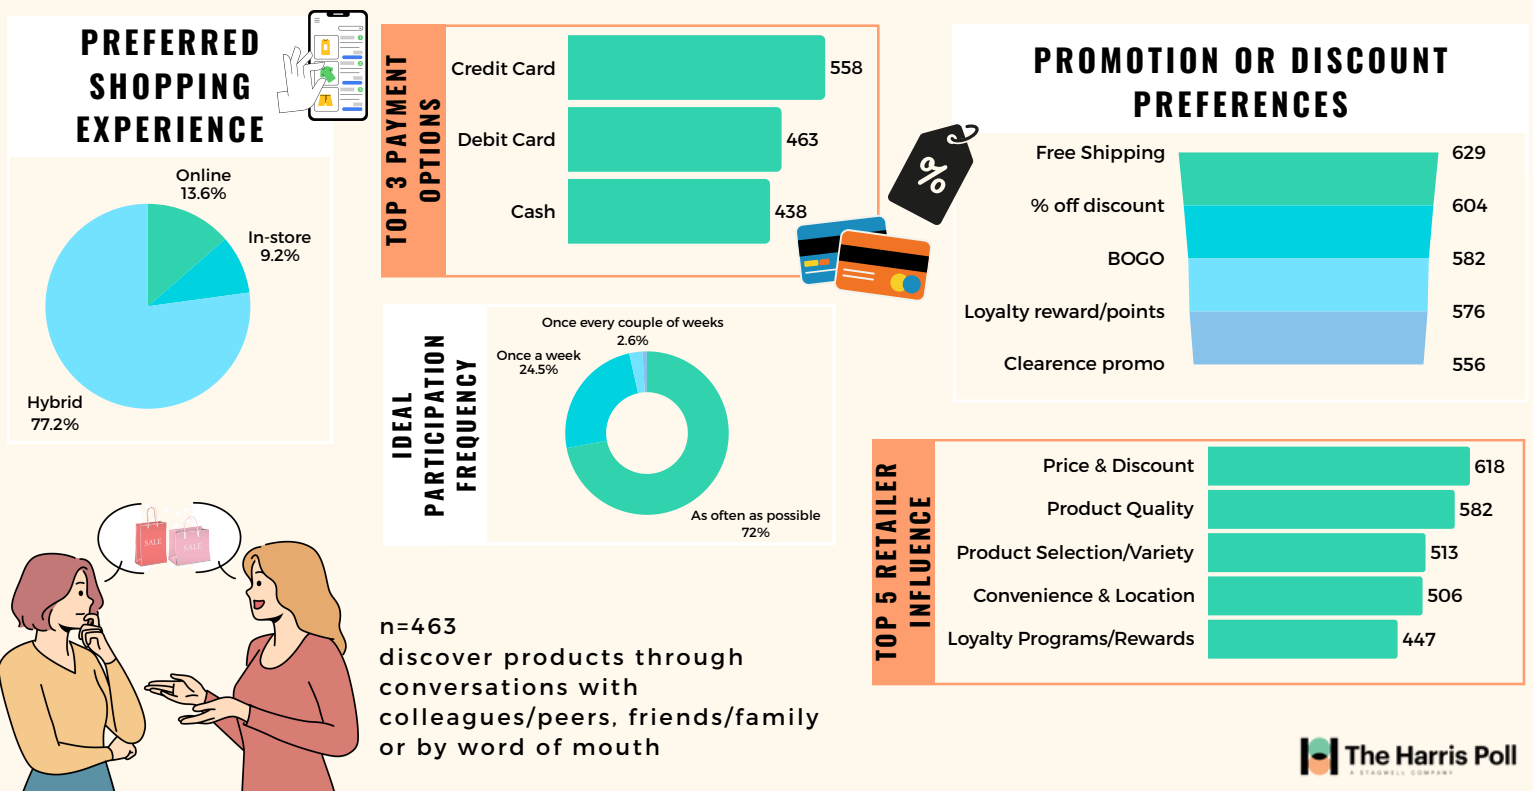 PREFERRED
SHOPPING
EXPERIENCE
Online
13.6%
In-store
9.2%
Hybrid
77.2%
TOP 3 PAYMENT
OPTIONS
Credit Card
558
Debit Card
463
Cash
438
%
PROMOTION OR DISCOUNT
PREFERENCES
Free Shipping
629
% off discount
604
BOGO
582
Loyalty reward/points
576
Clearence promo
556
IDEAL
PARTICIPATION
FREQUENCY
Once every couple of weeks
2.6%
Once a week
24.5%
As often as possible
72%
TOP 5 RETAILER
INFLUENCE
Price & Discount
618
Product Quality
582
Product Selection/Variety
513
Convenience & Location
506
Loyalty Programs/Rewards
447
SALE
SALE
n=463
discover products through
conversations with
colleagues/peers, friends/family
or by word of mouth
The Harris Poll
A STAGWELL COMPANY